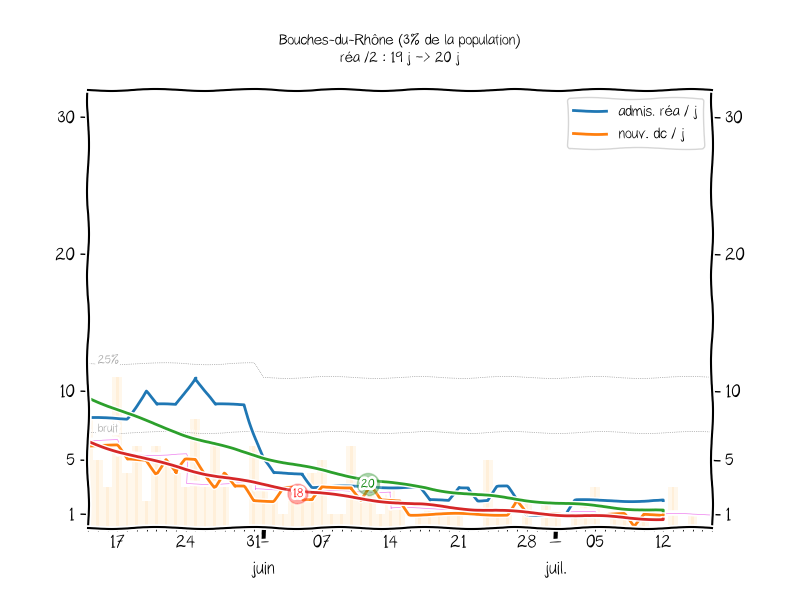 Bouches-du-Rhône (3% de la population)
réa /2 : 19 j -> 20 j
admis. réa / j
nouv. dc / j
30
30
20
20
25%
10
10
bruit
5
5
20
18
1
1
17 24 31 07 14 21 28 05 12
juin juil.